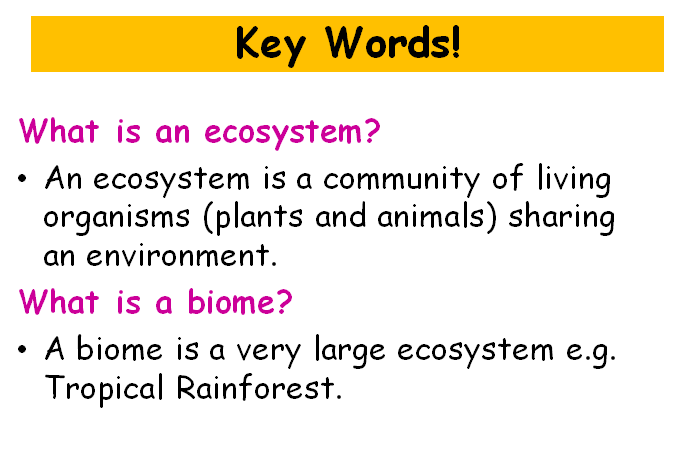 Key Words!
What is an ecosystem?
• An ecosystem is a community of living
organisms (plants and animals) sharing
an environment.
What is a biome?
• A biome is a very large ecosystem e.g.
Tropical Rainforest.